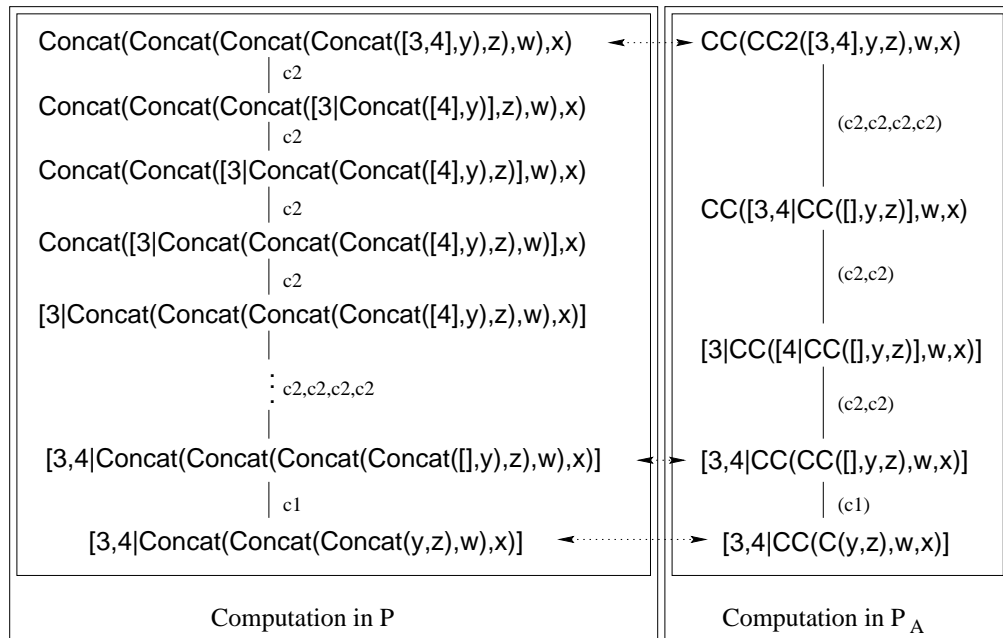 Concat(Concat(Concat(Concat([3,4],y),z),w),x)
c2
Concat(Concat(Concat([3|Concat([4],y)],z),w),x)
c2
Concat(Concat([3|Concat(Concat([4],y),z)],w),x)
c2
Concat([3|Concat(Concat(Concat([4],y),z),w)],x)
c2
[3|Concat(Concat(Concat(Concat([4],y),z),w),x)]
c2,c2,c2,c2
[3,4|Concat(Concat(Concat(Concat([],y),z),w),x)]
c1
[3,4|Concat(Concat(Concat(y,z),w),x)]
Computation in P
CC(CC2([3,4],y,z),w,x)
(c2,c2,c2,c2)
CC([3,4|CC([],y,z)],w,x)
(c2,c2)
[3|CC([4|CC([],y,z)],w,x)]
(c2,c2)
[3,4|CC(CC([],y,z),w,x)]
(c1)
[3,4|CC(C(y,z),w,x)]
Computation in P A